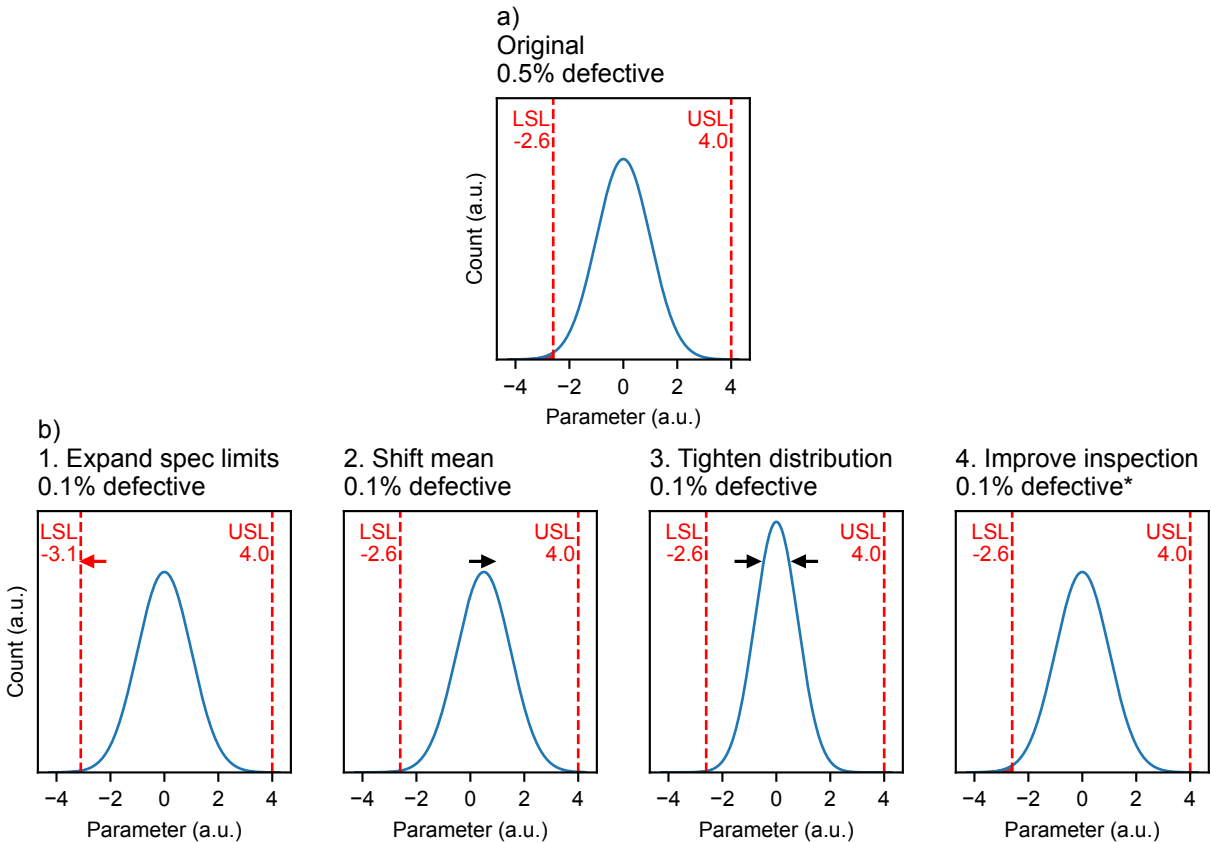 a)
Original
0.5% defective
LSL
-2.6
USL
4.0
Count (a.u.)
−4 −2 0 2 4
Parameter (a.u.)
b)
1. Expand spec limits
0.1% defective
LSL
-3.1
USL
4.0
Count (a.u.)
−4 −2 0 2 4
Parameter (a.u.)
2. Shift mean
0.1% defective
LSL
-2.6
USL
4.0
−4 −2 0 2 4
Parameter (a.u.)
3. Tighten distribution
0.1% defective
LSL
-2.6
USL
4.0
−4 −2 0 2 4
Parameter (a.u.)
4. Improve inspection
0.1% defective*
LSL
-2.6
USL
4.0
−4 −2 0 2 4
Parameter (a.u.)